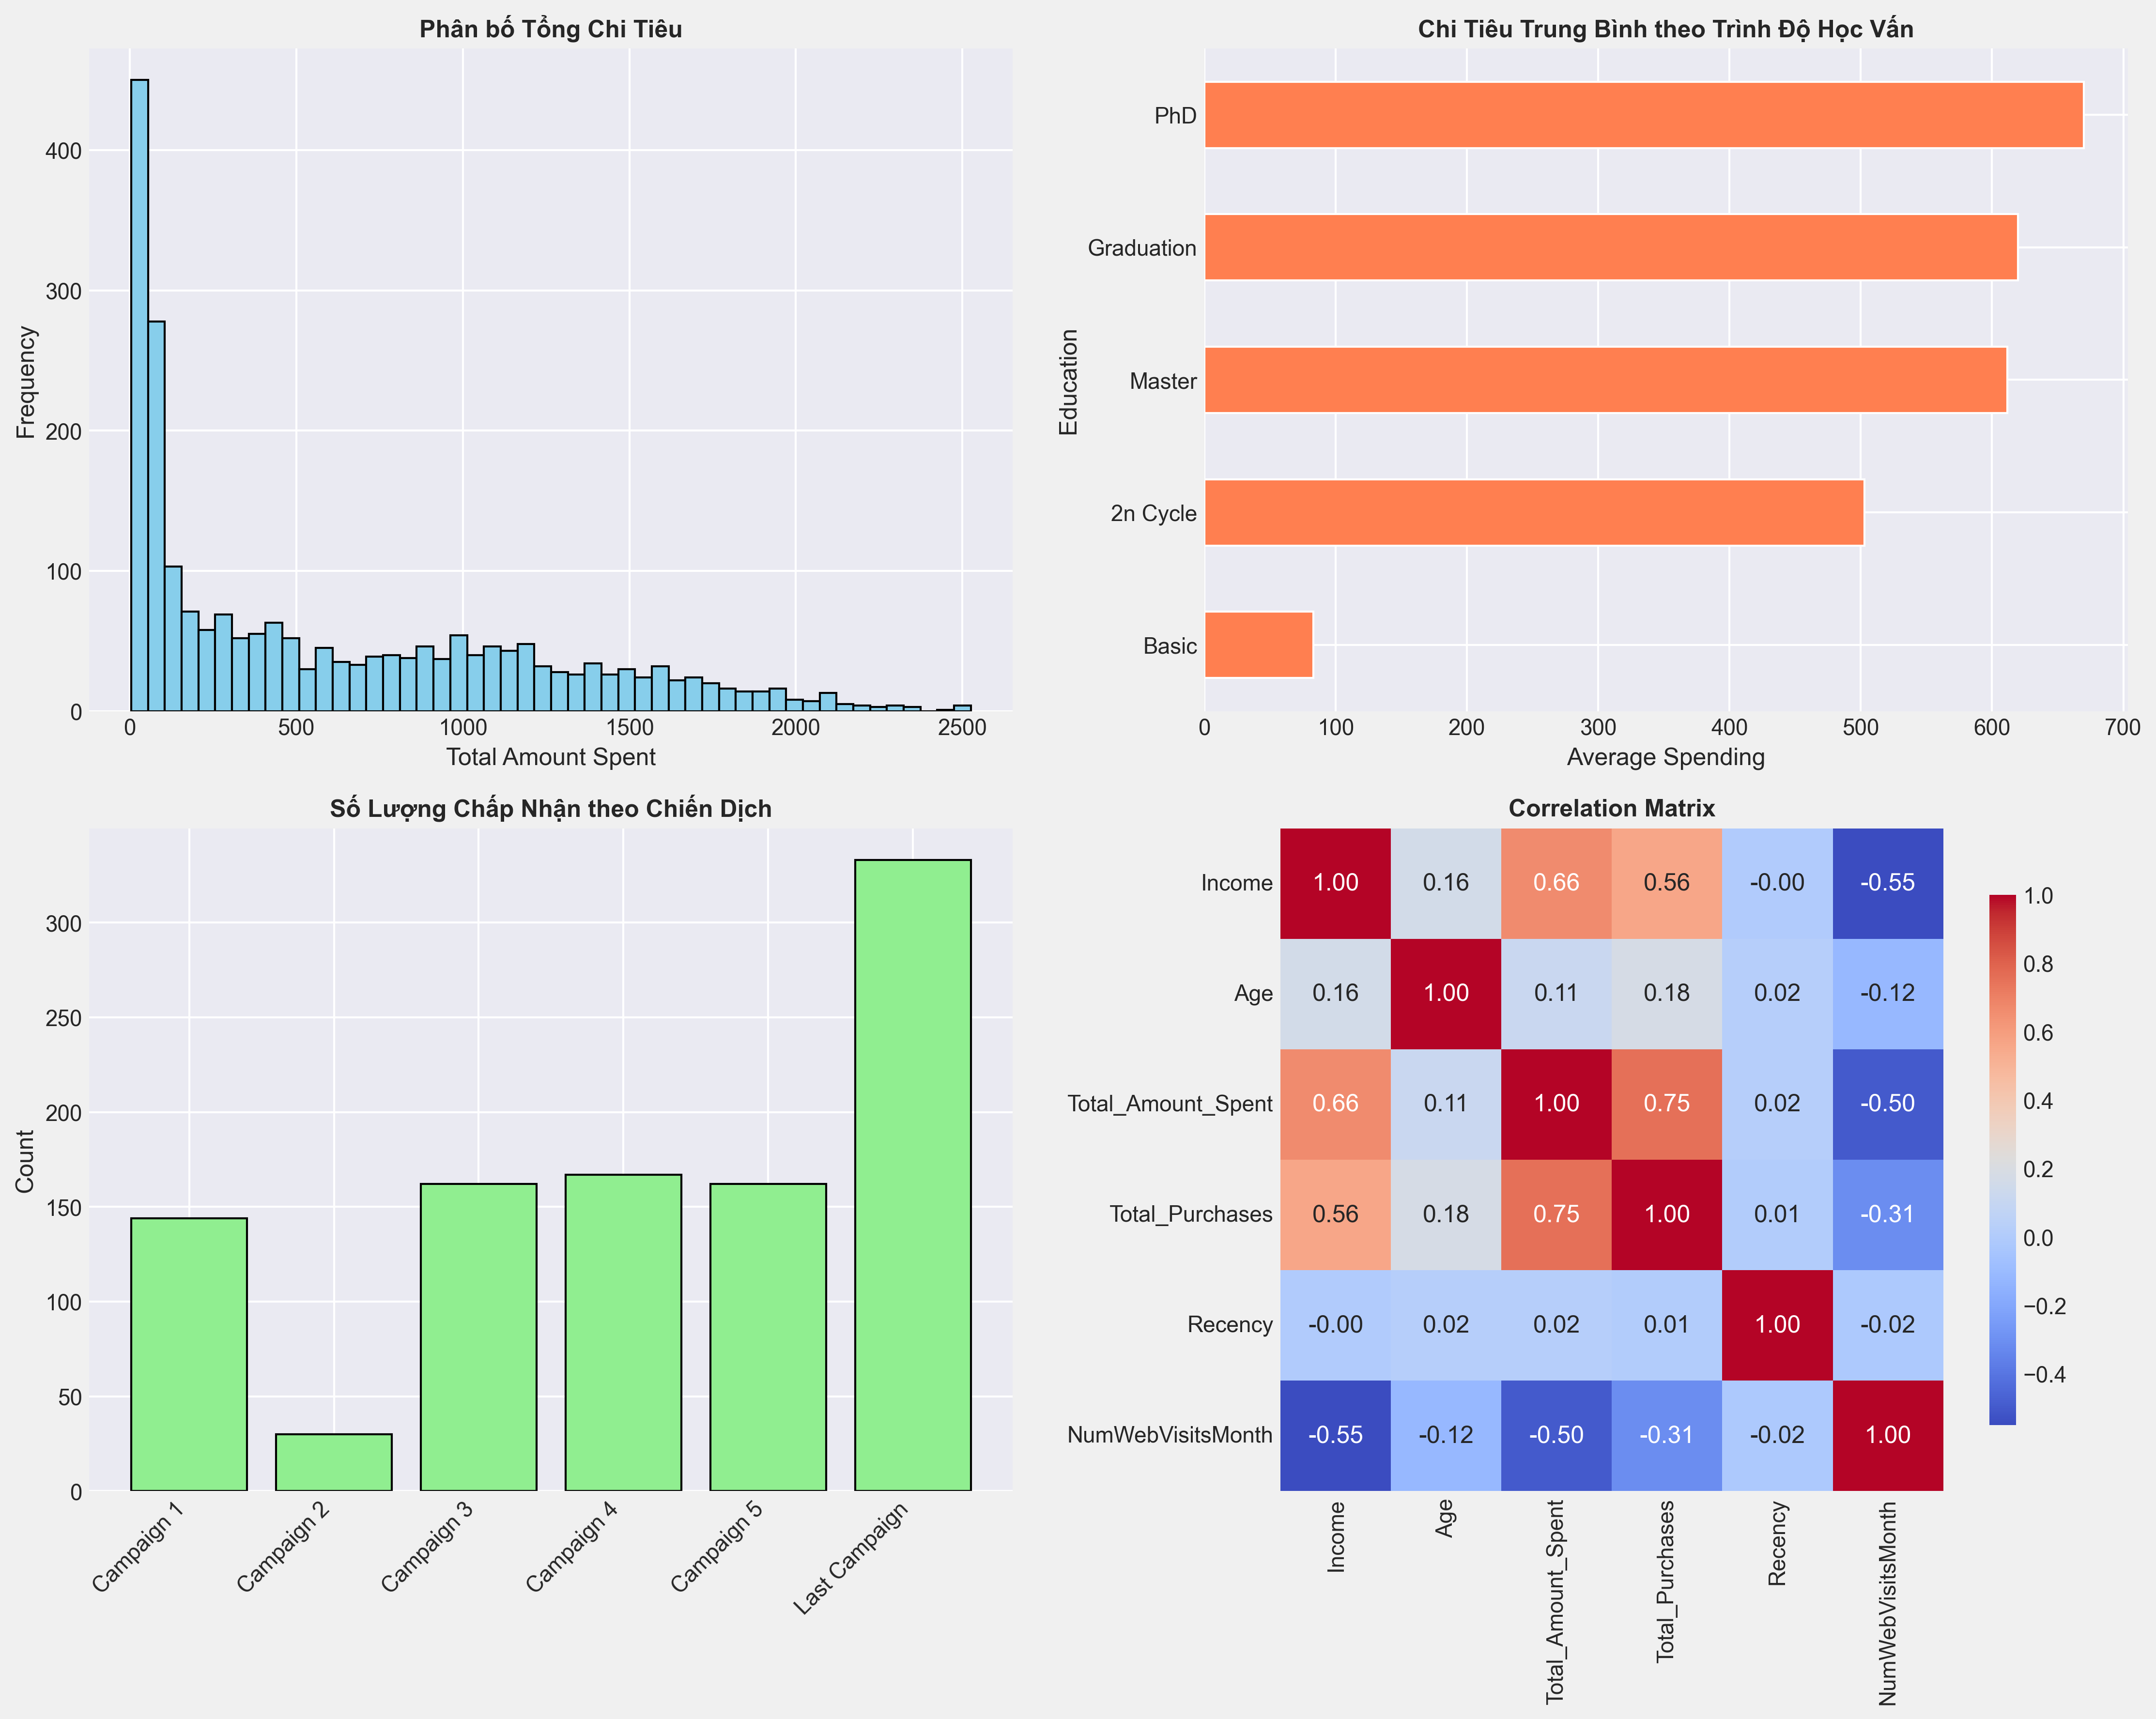 Phân bố Tổng Chi Tiêu
Frequency
400
300
200
100
0
0 500 1000 1500 2000 2500
Total Amount Spent
Chi Tiêu Trung Bình theo Trình Độ Học Vấn
Education
PhD
Graduation
Master
2n Cycle
Basic
0 100 200 300 400 500 600 700
Average Spending
Số Lượng Chấp Nhận theo Chiến Dịch
Count
300
250
200
150
100
50
0
Campaign 1
Campaign 2
Campaign 3
Campaign 4
Campaign 5
Last Campaign
Correlation Matrix
Income 1.00 0.16 0.66 0.56 -0.00 -0.55
Age 0.16 1.00 0.11 0.18 0.02 -0.12
Total_Amount_Spent 0.66 0.11 1.00 0.75 0.02 -0.50
Total_Purchases 0.56 0.18 0.75 1.00 0.01 -0.31
Recency -0.00 0.02 0.02 0.01 1.00 -0.02
NumWebVisitsMonth -0.55 -0.12 -0.50 -0.31 -0.02 1.00
Income
Age
Total_Amount_Spent
Total_Purchases
Recency
NumWebVisitsMonth
1.0
0.8
0.6
0.4
0.2
0.0
−0.2
−0.4